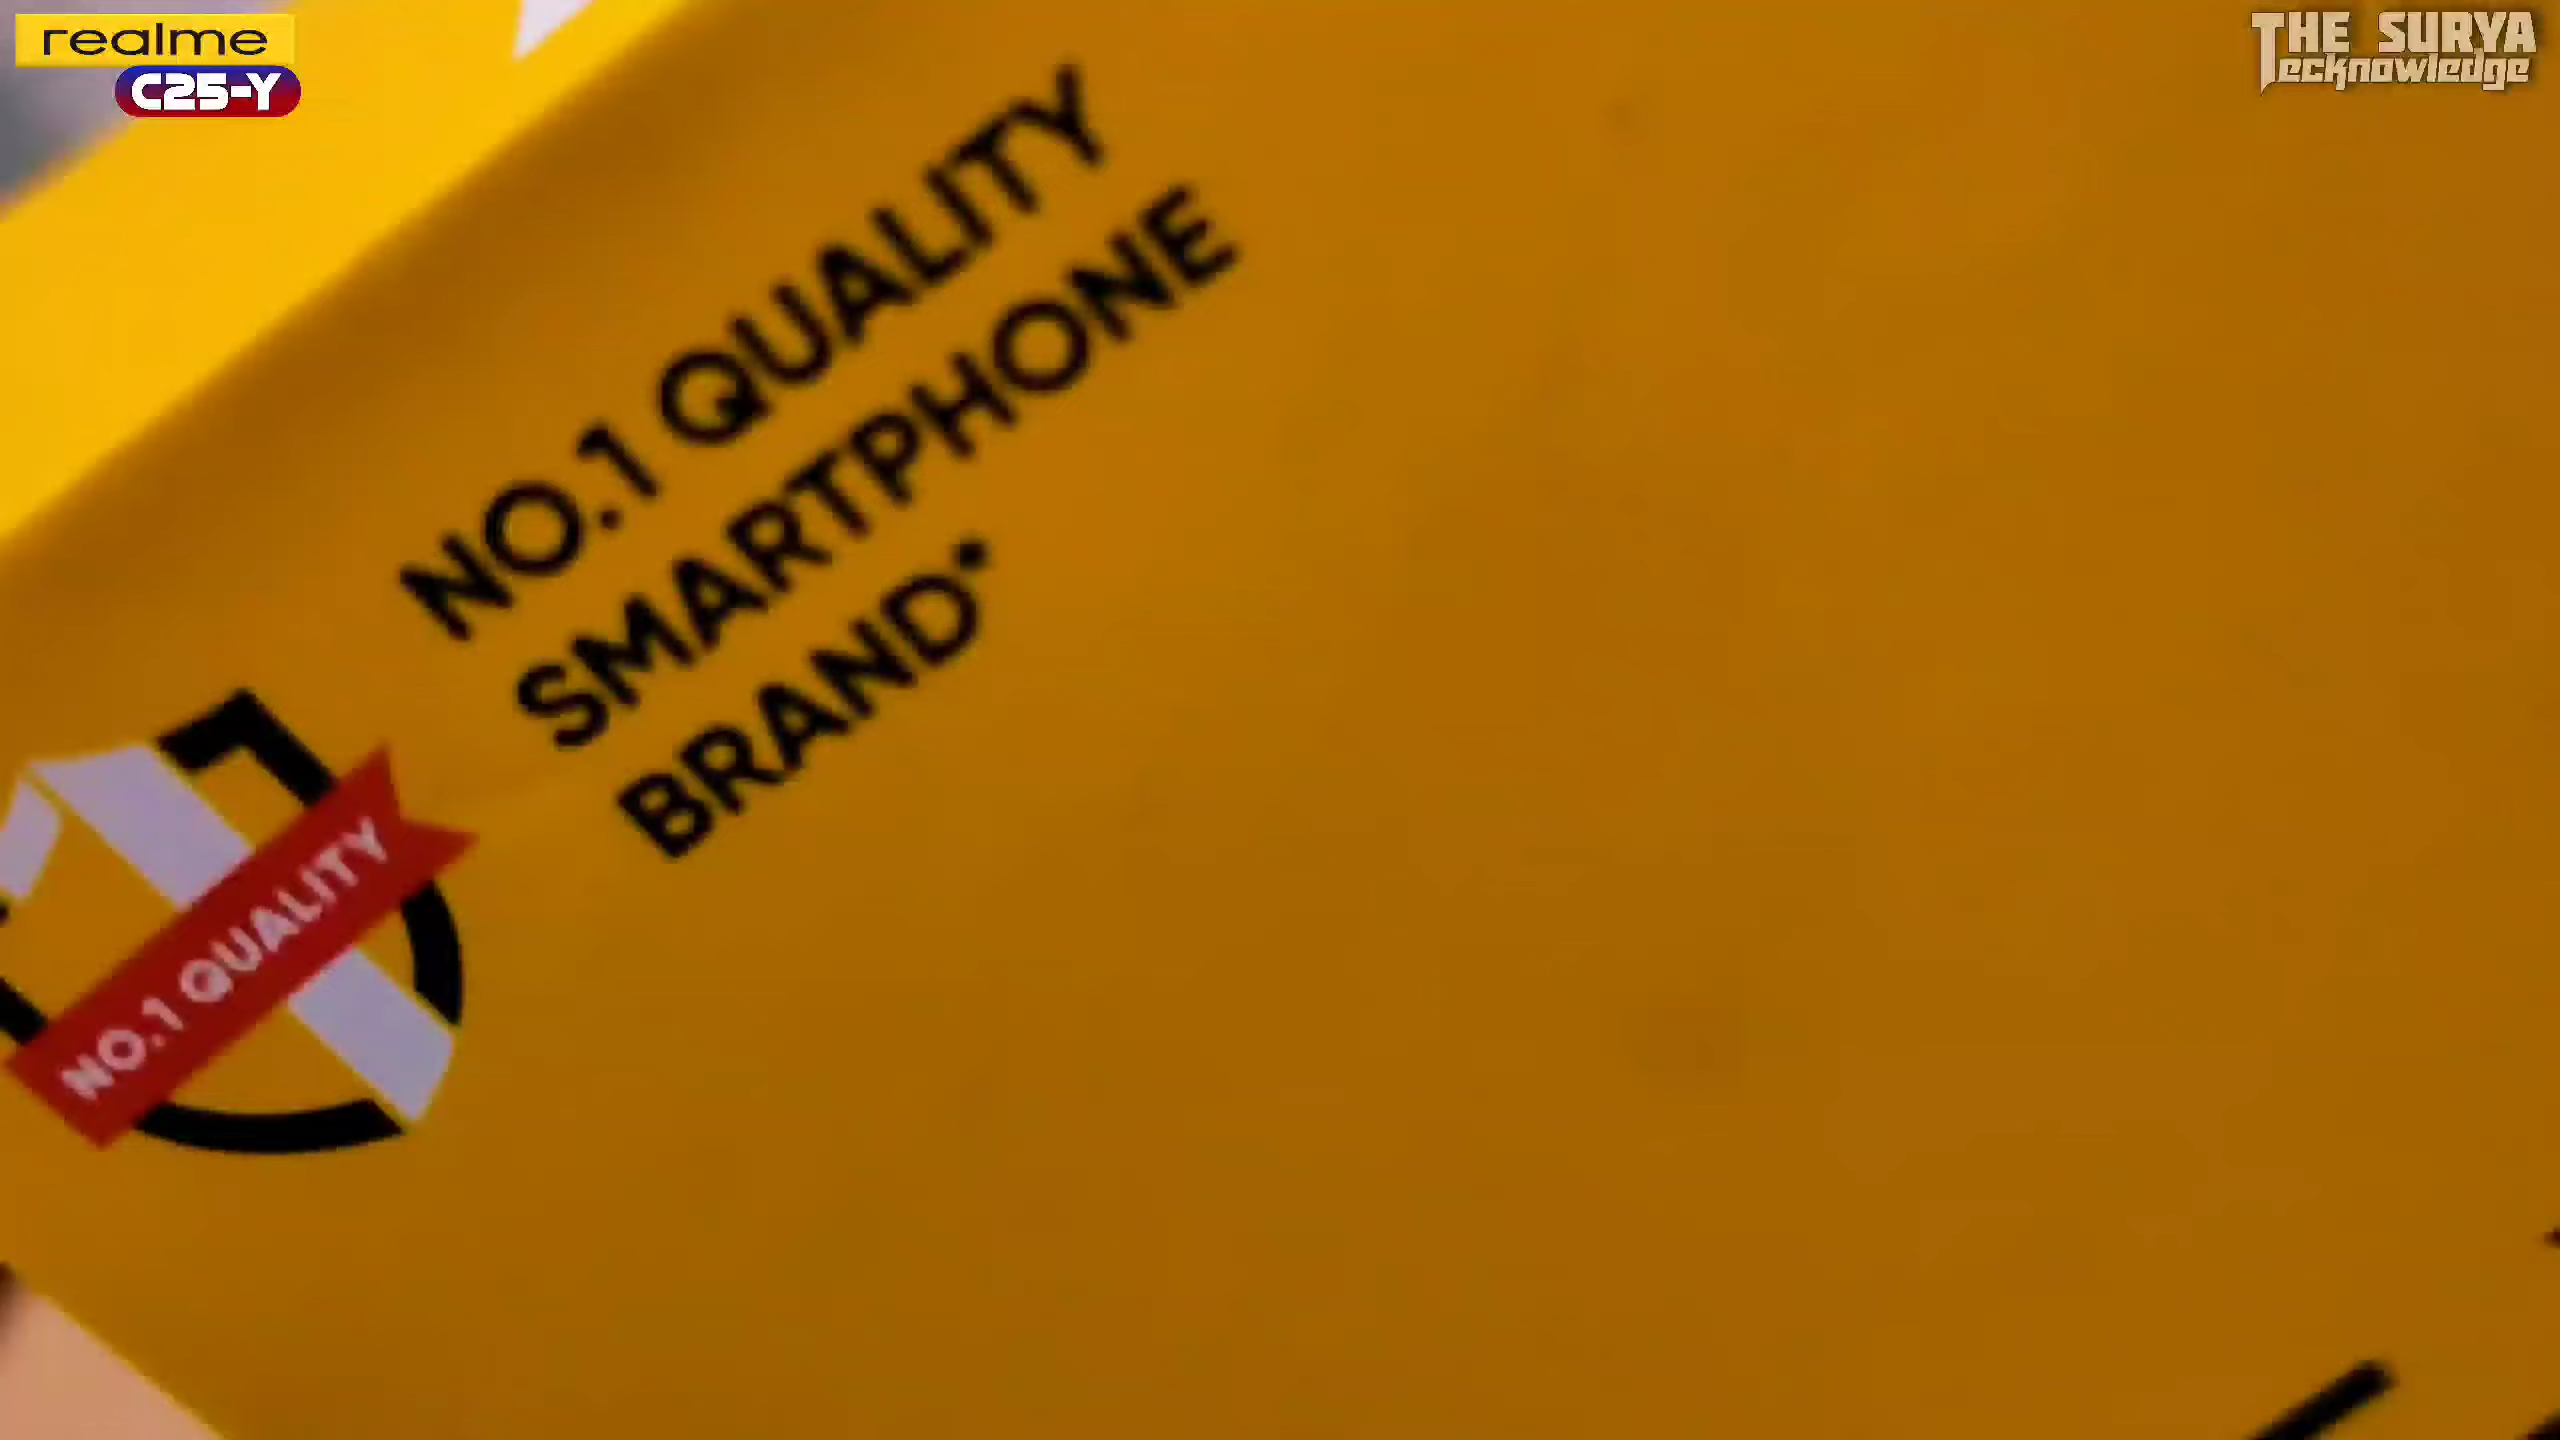 realme
C25-Y
THE SURYA
Tecknowledge
NO.1 QUALITY
SMARTPHONE
BRAND*
NO.1 QUALITY